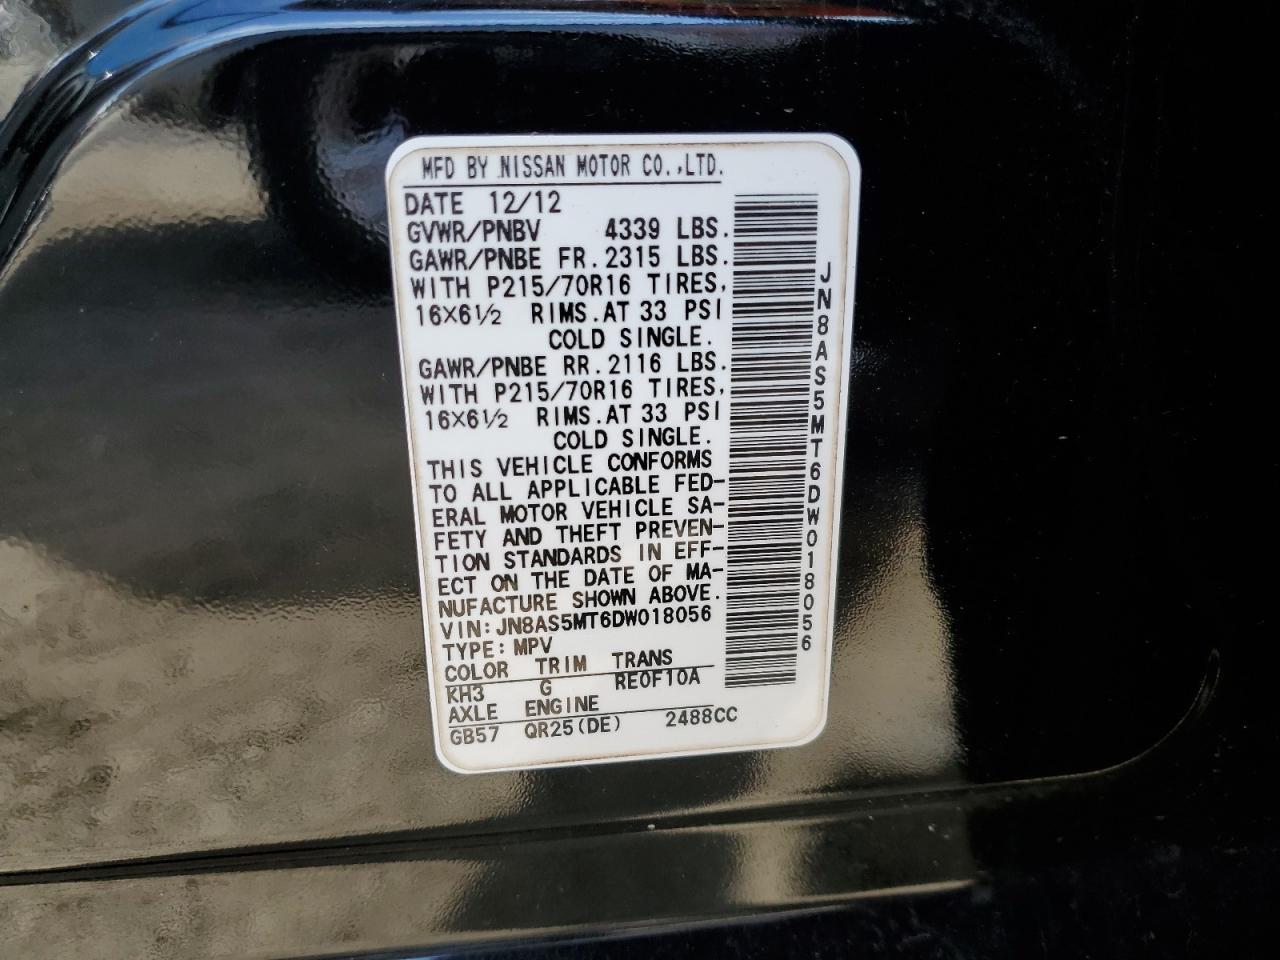 MFD BY NISSAN MOTOR CO.,LTD.
DATE 12/12
GVWR/PNBV 4339 LBS.
GAWR/PNBE FR.2315 LBS.
WITH P215/70R16 TIRES,
16×6½ RIMS.AT 33 PSI
COLD SINGLE.
GAWR/PNBE RR.2116 LBS.
WITH P215/70R16 TIRES,
16×6½ RIMS.AT 33 PSI
COLD SINGLE.
THIS VEHICLE CONFORMS
TO ALL APPLICABLE FED-
ERAL MOTOR VEHICLE SA-
FETY AND THEFT PREVEN-
TION STANDARDS IN EFF-
ECT ON THE DATE OF MA-
NUFACTURE SHOWN ABOVE.
VIN:JN8AS5MT6DW018056
TYPE:MPV
COLOR TRIM TRANS
KH3 G RE0F10A
AXLE ENGINE
GB57 QR25(DE) 2488CC
JN8AS5MT6DW018056